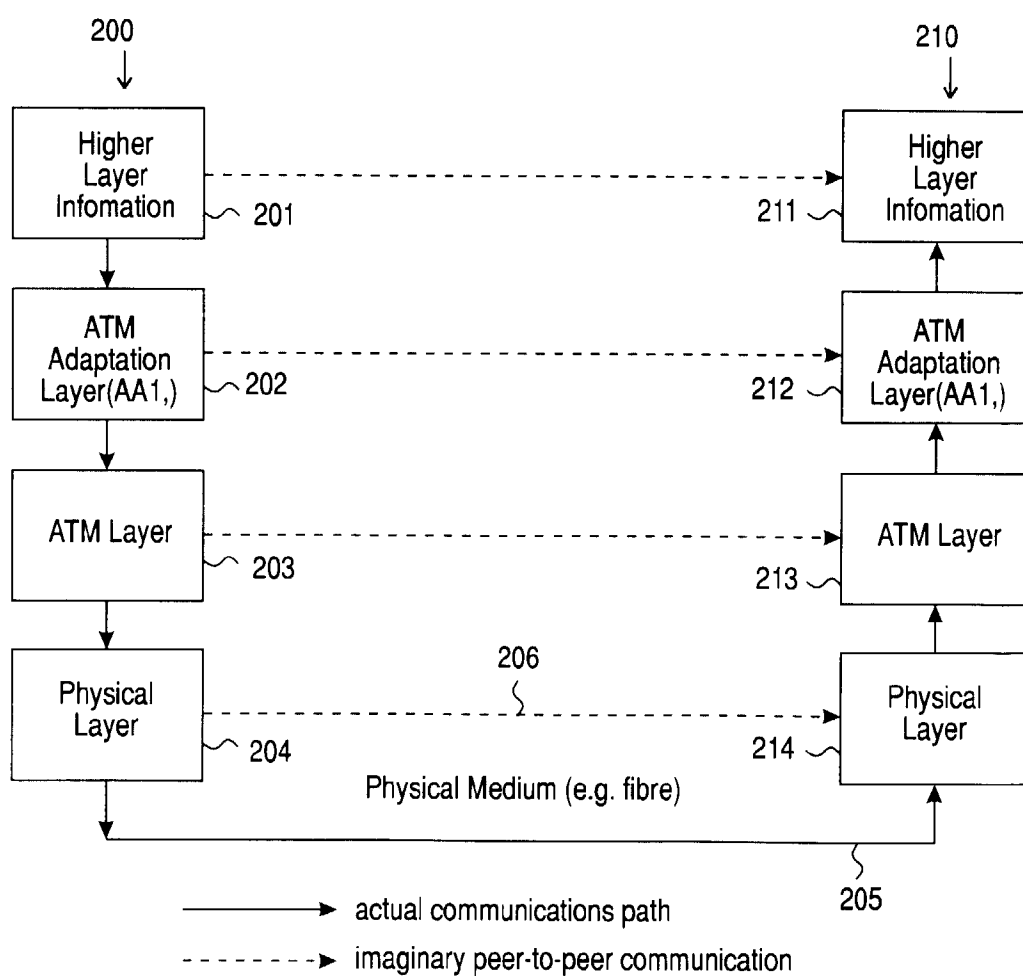 200
210
Higher
Layer
Infomation
201
Higher
Layer
Infomation
211
ATM
Adaptation
Layer(AA1,)
202
ATM
Adaptation
Layer(AA1,)
212
ATM Layer
203
ATM Layer
213
Physical
Layer
204
206
Physical
Layer
214
Physical Medium (e.g. fibre)
205
actual communications path
imaginary peer-to-peer communication